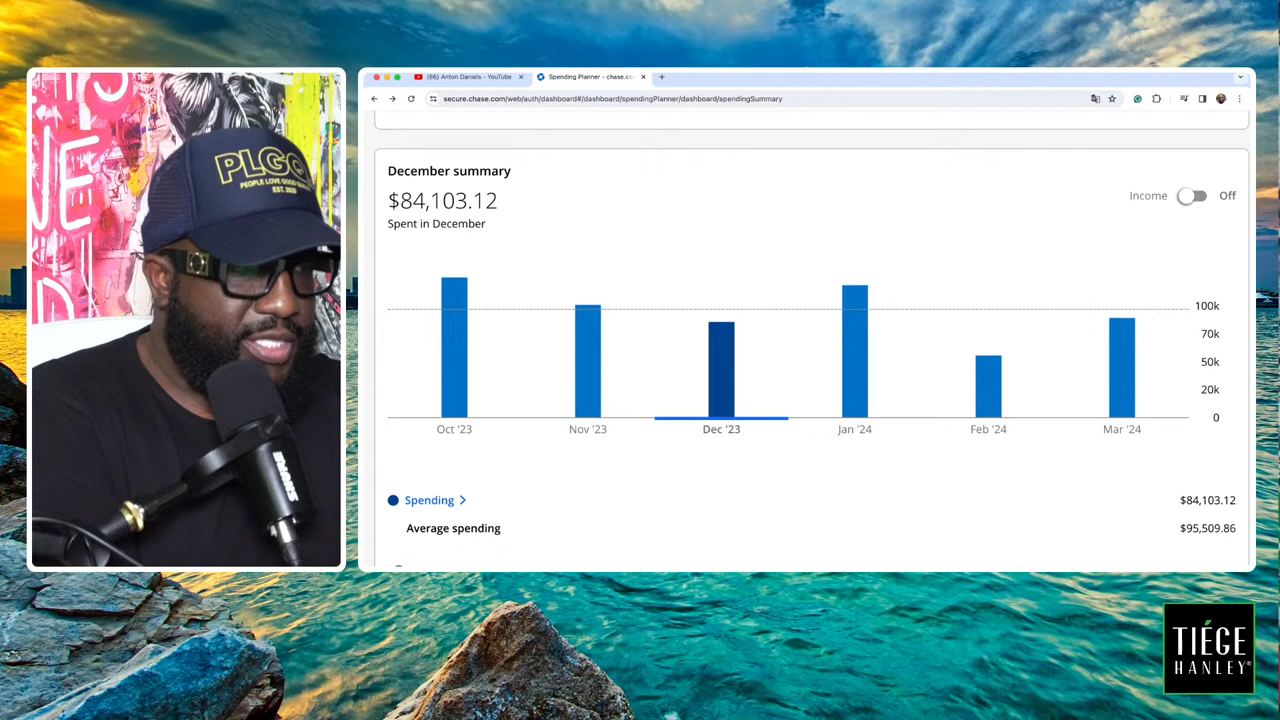 PLGC
PEOPLE LOVE GOOD
EST. 2020
SHURE
(86) Anton Daniels – YouTube
Spending Planner – chase.co
secure.chase.com/web/auth/dashboard#/dashboard/spendingPlanner/dashboard/spendingSummary
December summary
$84,103.12
Spent in December
Income Off
100k
70k
50k
20k
0
Oct '23 Nov '23 Dec '23 Jan '24 Feb '24 Mar '24
Spending $84,103.12
Average spending $95,509.86
TIÉGE
HANLEY®